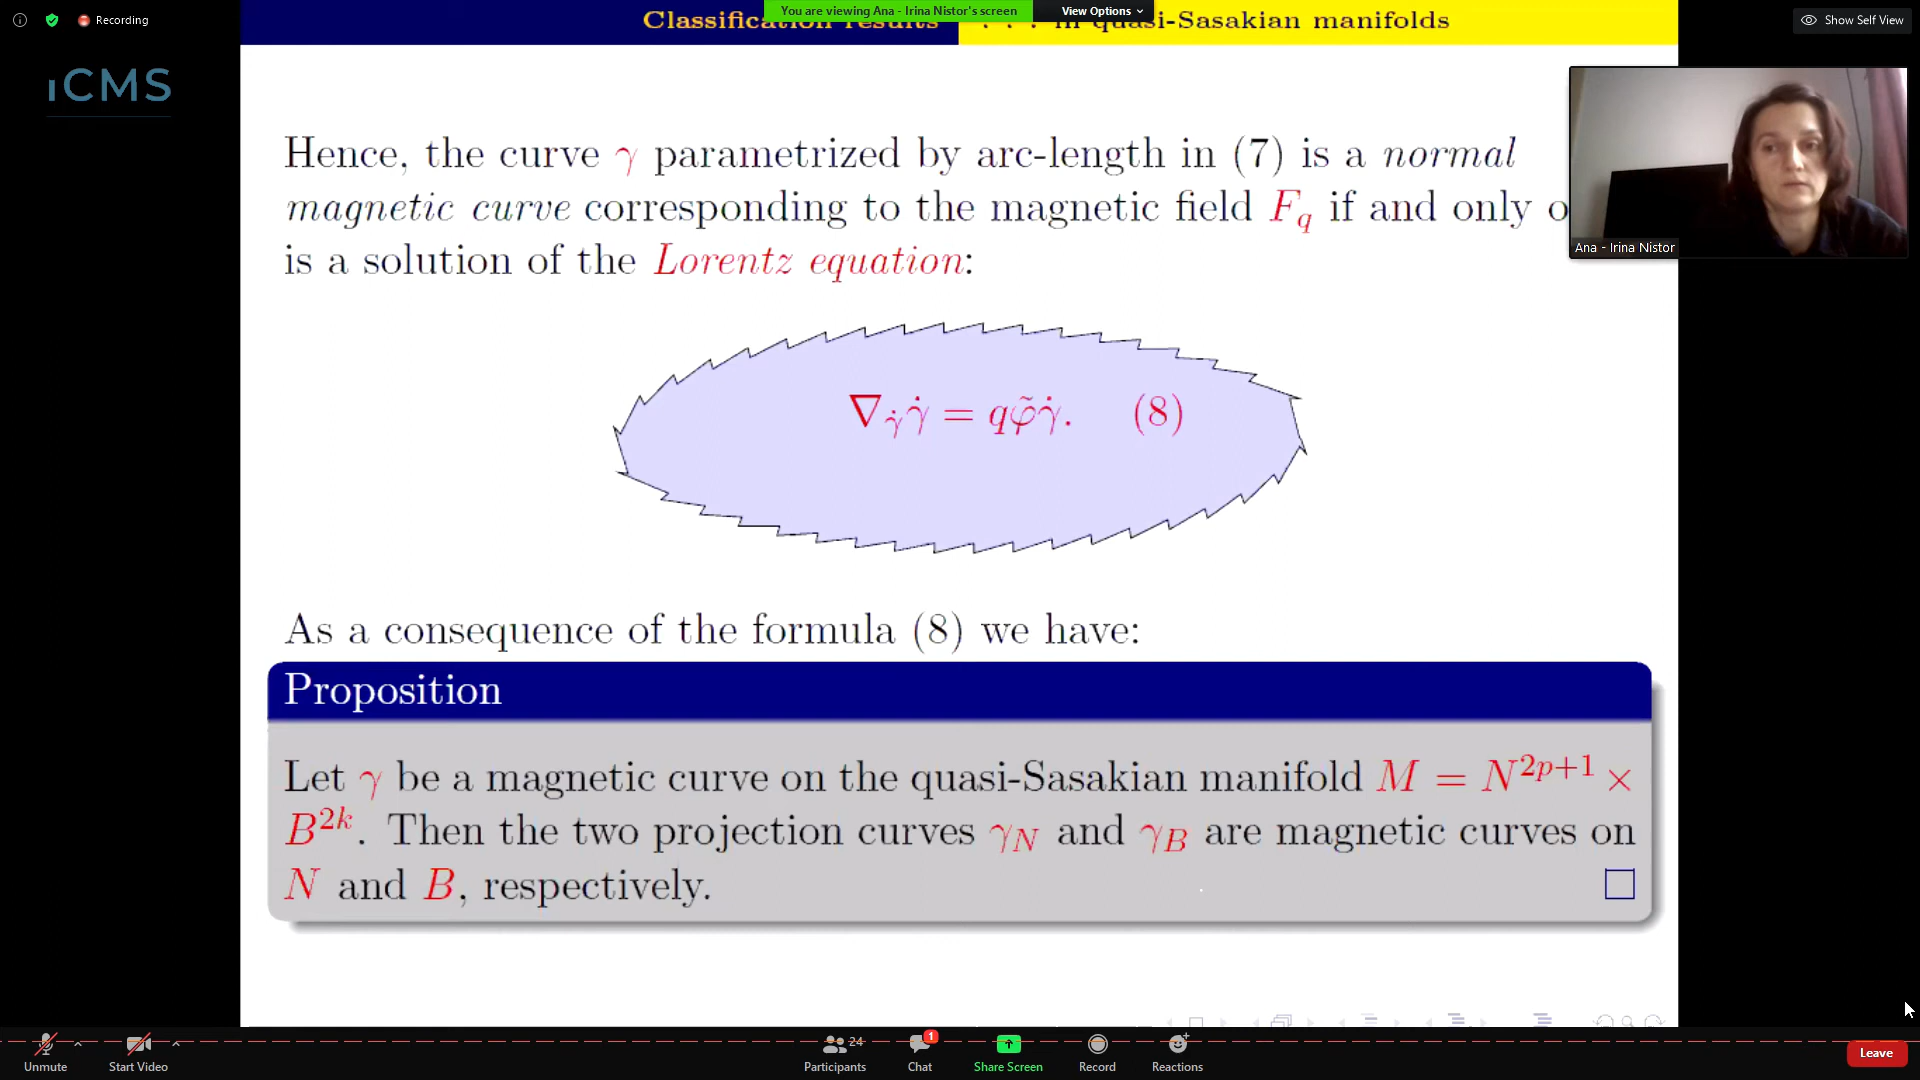 Recording
You are viewing Ana - Irina Nistor's screen
View Options
Show Self View
Classification results
in quasi-Sasakian manifolds
iCMS
Hence, the curve γ parametrized by arc-length in (7) is a normal
magnetic curve corresponding to the magnetic field F_q if and only
is a solution of the Lorentz equation:
Ana - Irina Nistor
∇_γ̇ γ̇ = qφ̃γ̇. (8)
As a consequence of the formula (8) we have:
Proposition
Let γ be a magnetic curve on the quasi-Sasakian manifold M = N^{2p+1} ×
B^{2k}. Then the two projection curves γ_N and γ_B are magnetic curves on
N and B, respectively.
Unmute
Start Video
Participants
24
Chat
1
Share Screen
Record
Reactions
Leave